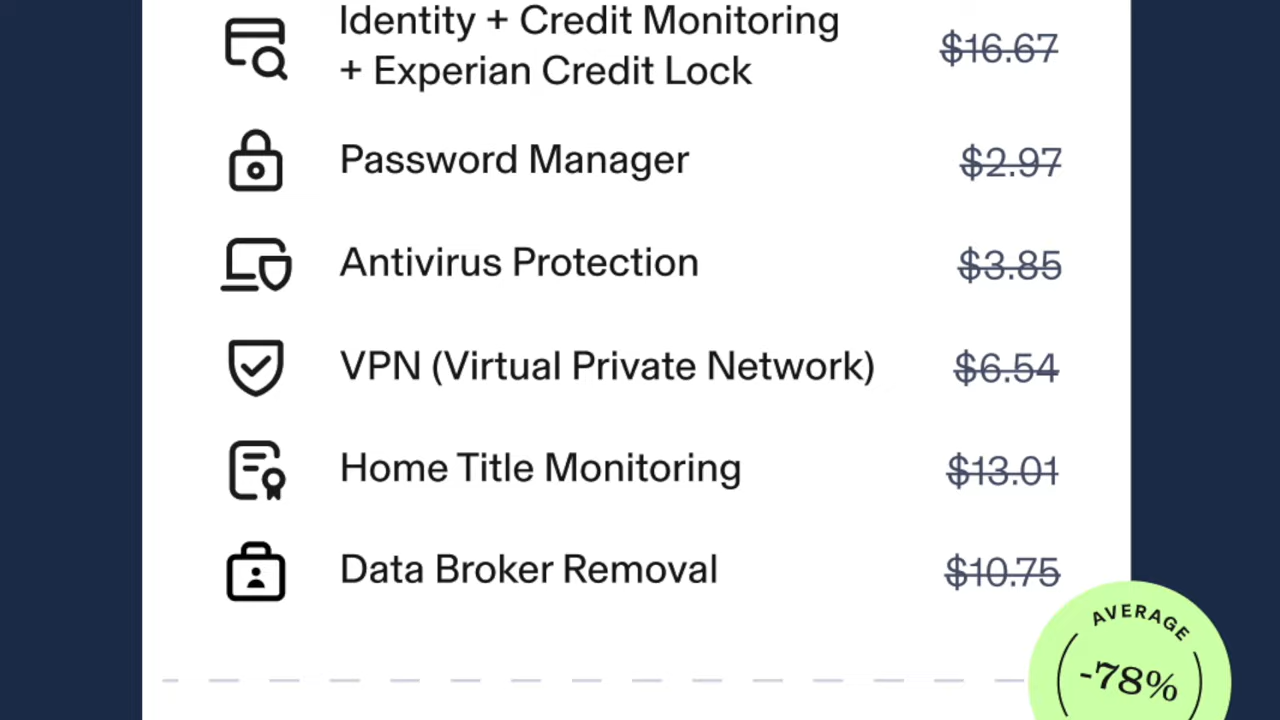 Identity + Credit Monitoring
+ Experian Credit Lock
$16.67
Password Manager
$2.97
Antivirus Protection
$3.85
VPN (Virtual Private Network)
$6.54
Home Title Monitoring
$13.01
Data Broker Removal
$10.75
AVERAGE
-78%